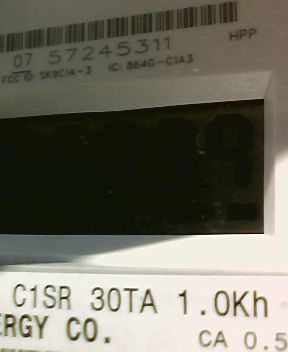 07 57245311
HPP
FCC ID: SK9C1A-3 IC: 864G-C1A3
C1SR 30TA 1.0Kh
ERGY CO.
CA 0.5